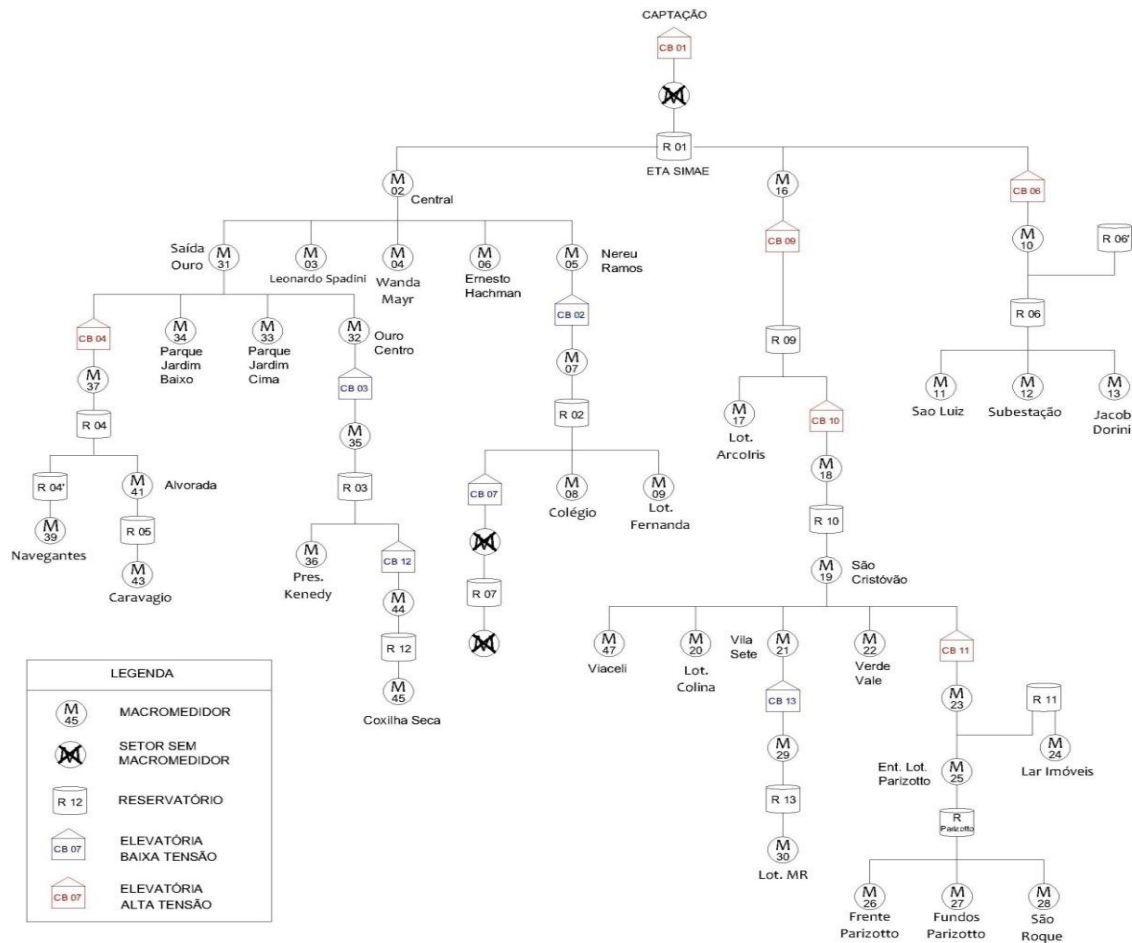 CAPTAÇÃO
CB 01
M
R 01
ETA SIMAE
M
02
Central
M
16
CB 06
CB 09
M
10
R 06'
Saída
Ouro
M
31
M
03
Leonardo Spadini
M
04
Wanda
Mayr
M
06
Ernesto
Hachman
M
05
Nereu
Ramos
CB 02
R 06
CB 04
M
34
Parque
Jardim
Baixo
M
33
Parque
Jardim
Cima
M
32
Ouro
Centro
CB 03
M
07
R 09
M
37
R 02
M
11
Sao Luiz
M
12
Subestação
M
13
Jacob
Dorini
R 04
M
35
M
17
Lot.
ArcoIris
CB 10
R 04'
M
41
Alvorada
R 03
CB 07
M
08
Colégio
M
09
Lot.
Fernanda
M
18
M
39
Navegantes
R 05
M
R 10
M
43
Caravagio
M
36
Pres.
Kenedy
CB 12
R 07
M
19
São
Cristóvão
M
44
M
R 12
M
45
Coxilha Seca
M
47
Viaceli
M
20
Lot.
Colina
Vila
Sete
M
21
M
22
Verde
Vale
CB 11
CB 13
M
23
R 11
M
29
M
24
Lar Imóveis
Ent. Lot.
Parizotto
M
25
R 13
R
Parizotto
M
30
Lot. MR
M
26
Frente
Parizotto
M
27
Fundos
Parizotto
M
28
São
Roque
LEGENDA
M
45
MACROMEDIDOR
M
SETOR SEM
MACROMEDIDOR
R 12
RESERVATÓRIO
CB 07
ELEVATÓRIA
BAIXA TENSÃO
CB 07
ELEVATÓRIA
ALTA TENSÃO